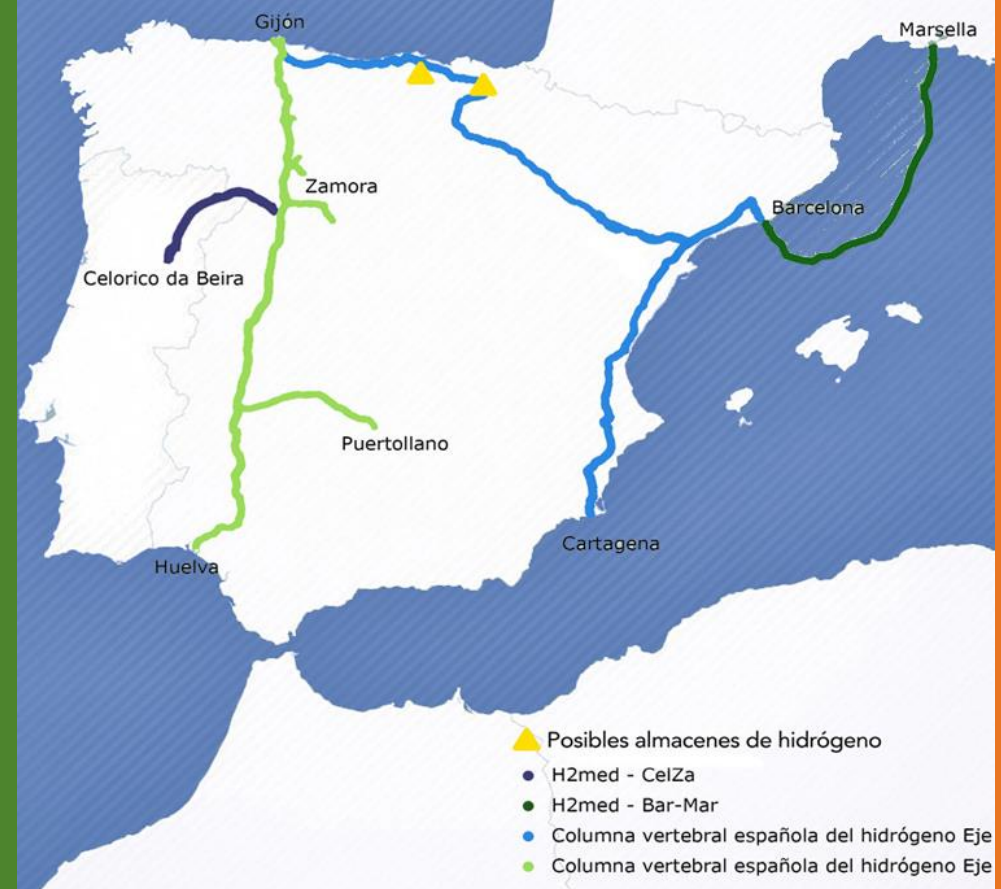 Gijón
Marsella
Zamora
Barcelona
Celorico da Beira
Puertollano
Cartagena
Huelva
Posibles almacenes de hidrógeno
H2med - CelZa
H2med - Bar-Mar
Columna vertebral española del hidrógeno Eje
Columna vertebral española del hidrógeno Eje